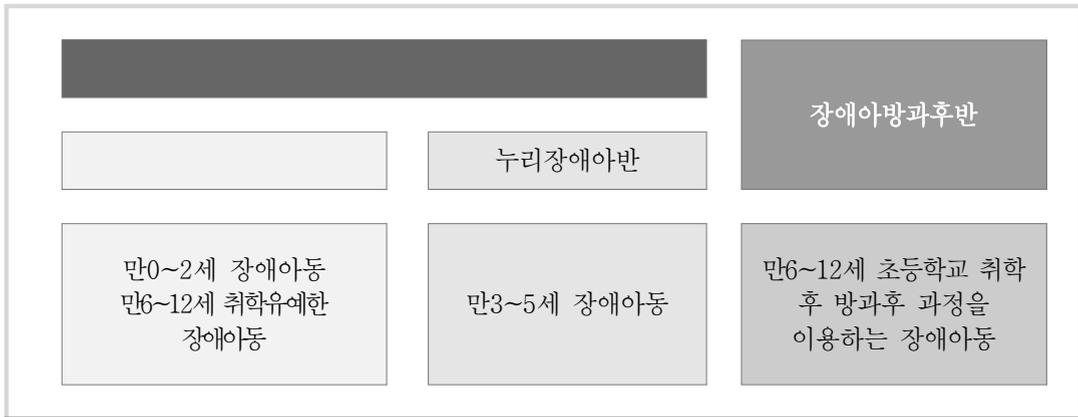 장애아방과후반
누리장애아반
만0~2세 장애아동
만6~12세 취학유예한
장애아동
만3~5세 장애아동
만6~12세 초등학교 취학
후 방과후 과정을
이용하는 장애아동